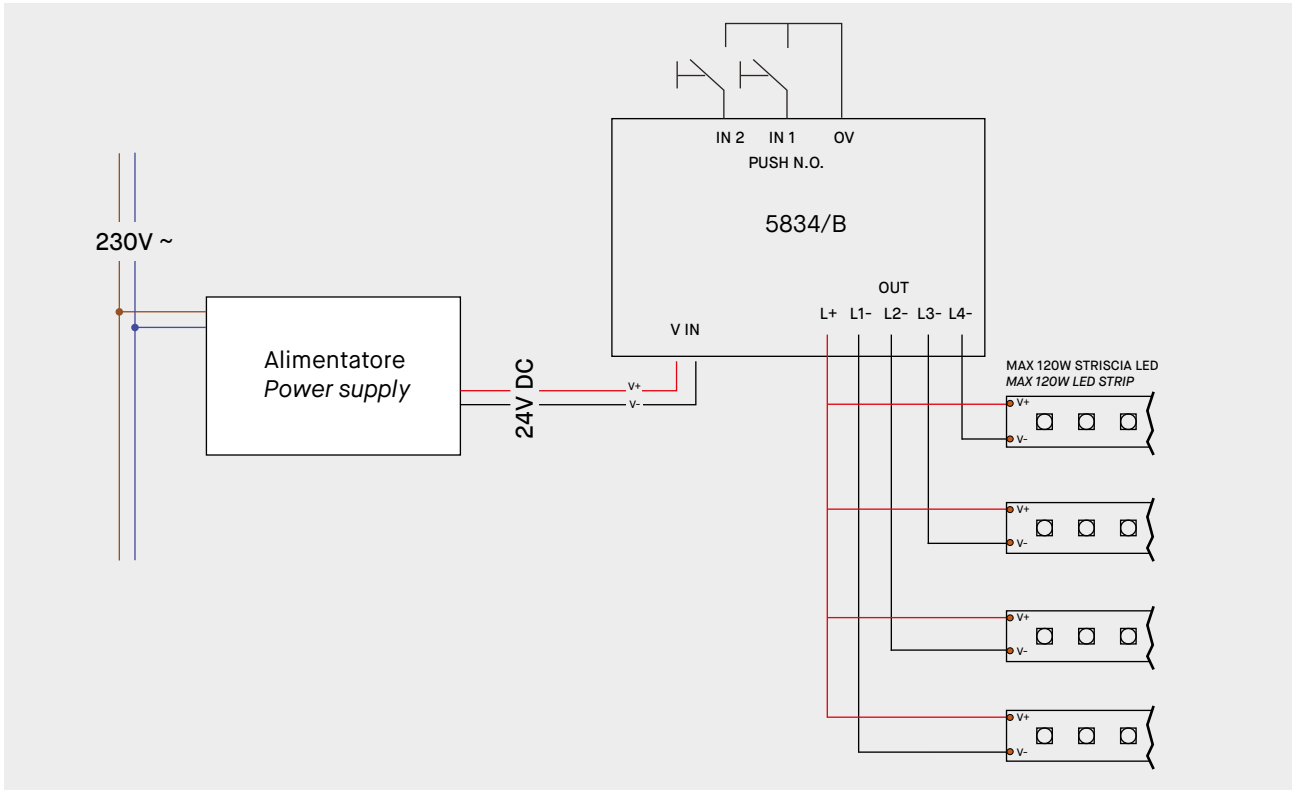 IN 2 IN 1 OV
PUSH N.O.
5834/B
230V ~
OUT
L+ L1- L2- L3- L4-
V IN
Alimentatore
Power supply
24V DC
V+
V-
MAX 120W STRISCIA LED
MAX 120W LED STRIP
V+
V-
V+
V-
V+
V-
V+
V-